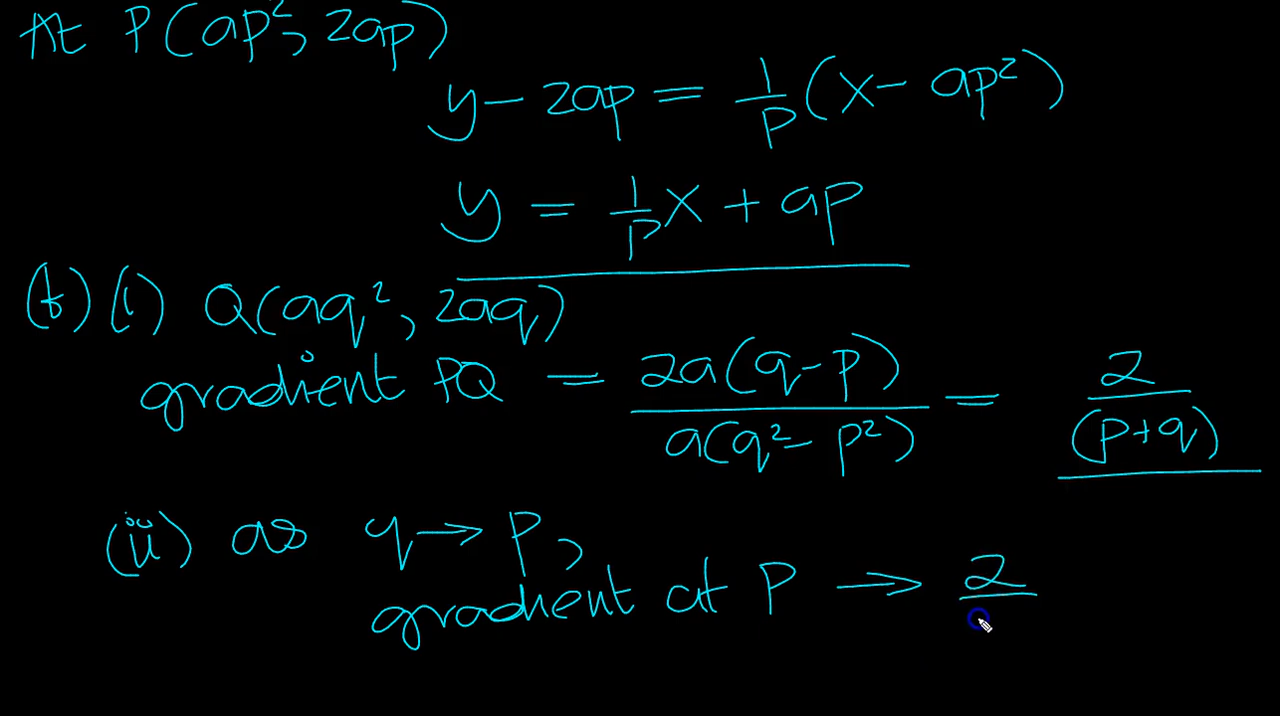 At P(ap², 2ap)
y - 2ap = 1/p (x - ap²)
y = 1/p x + ap
(b) (i) Q(aq², 2aq)
gradient PQ = 2a(q-p) / a(q²-p²) = 2 / (p+q)
(ii) as q → p,
gradient at P → 2/